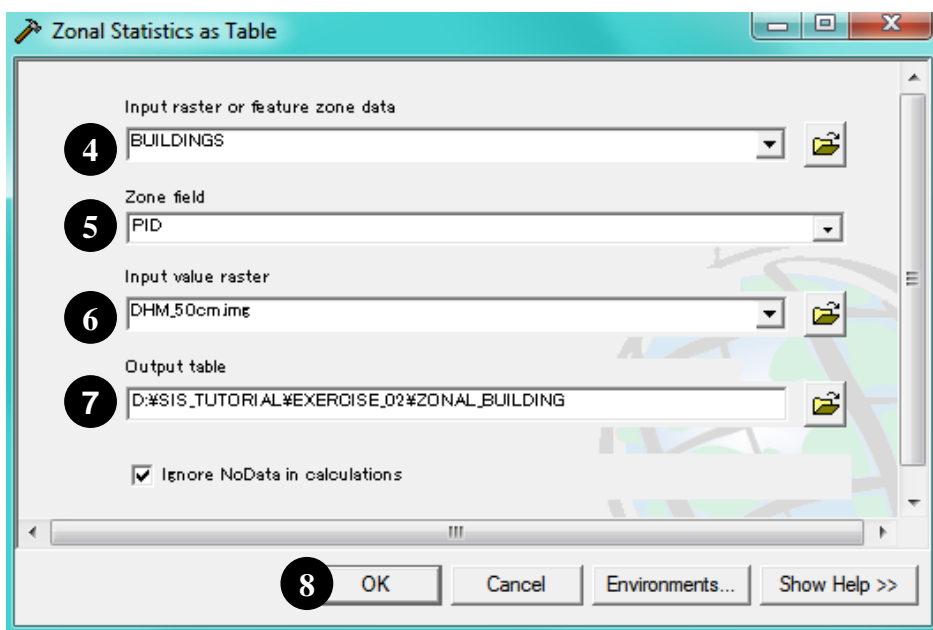 Zonal Statistics as Table
Input raster or feature zone data
4 BUILDINGS
Zone field
5 PID
Input value raster
6 DHM_50cm.img
Output table
7 D:¥SIS_TUTORIAL¥EXERCISE_02¥ZONAL_BUILDING
Ignore NoData in calculations
8 OK Cancel Environments... Show Help >>